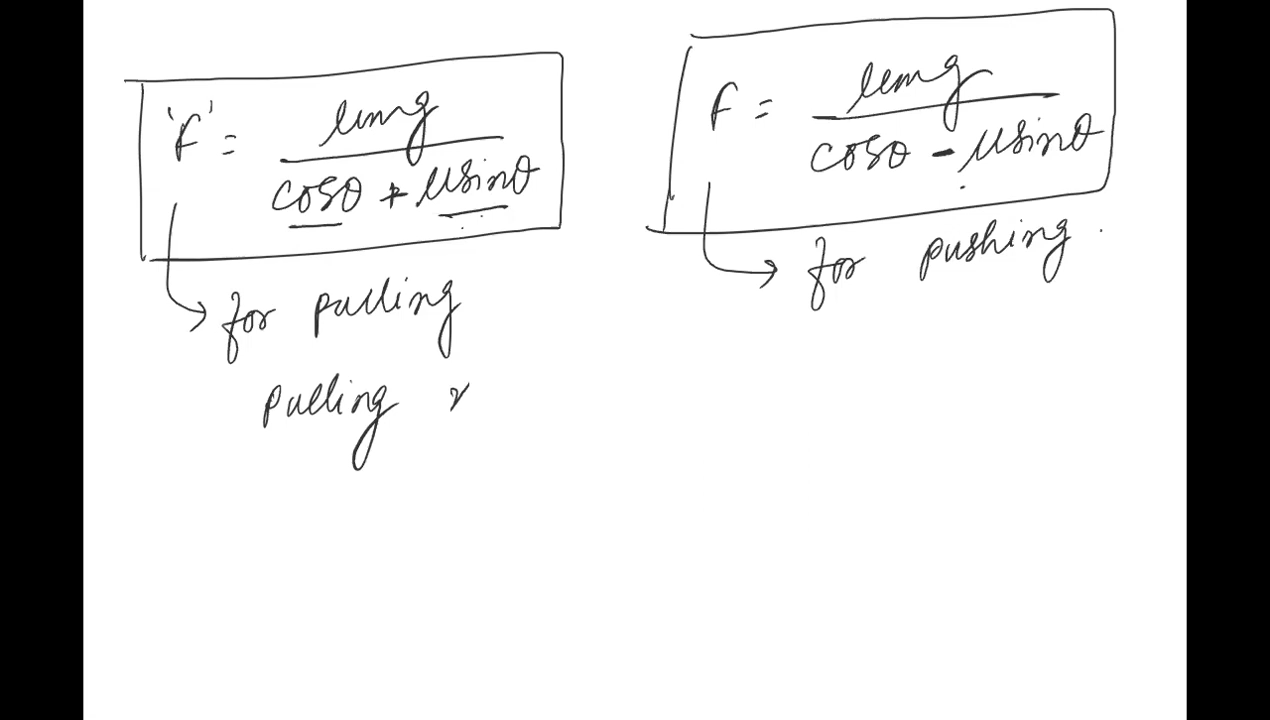 'F' = μmg / cosθ + μsinθ
for pulling
pulling
F = μmg / cosθ - μsinθ
for pushing